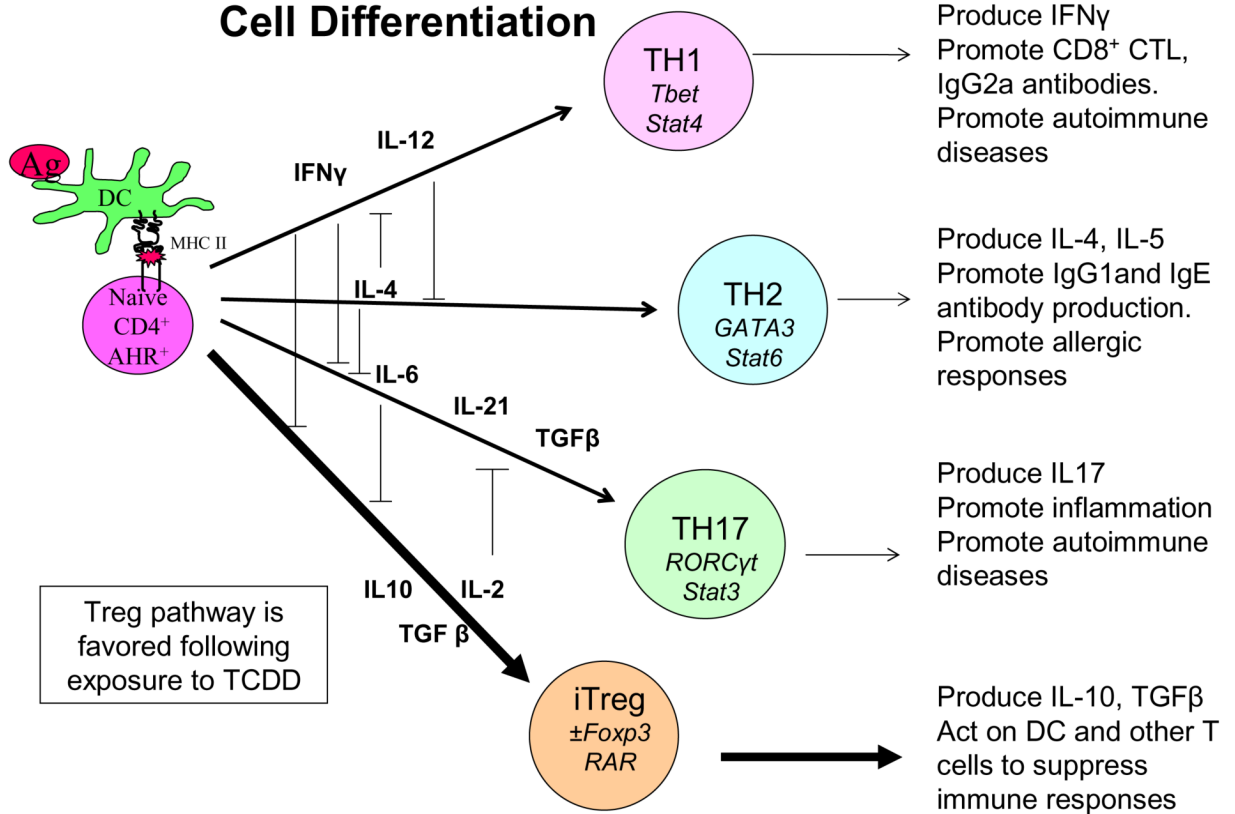 Cell Differentiation
TH1
Tbet
Stat4
Produce IFNγ
Promote CD8⁺ CTL,
IgG2a antibodies.
Promote autoimmune
diseases
IL-12
IFNγ
Ag
DC
MHC II
Naïve
CD4⁺
AHR⁺
IL-4
TH2
GATA3
Stat6
Produce IL-4, IL-5
Promote IgG1and IgE
antibody production.
Promote allergic
responses
IL-6
IL-21
TGFβ
TH17
RORCγt
Stat3
Produce IL17
Promote inflammation
Promote autoimmune
diseases
IL10
IL-2
TGF β
Treg pathway is
favored following
exposure to TCDD
iTreg
±Foxp3
RAR
Produce IL-10, TGFβ
Act on DC and other T
cells to suppress
immune responses